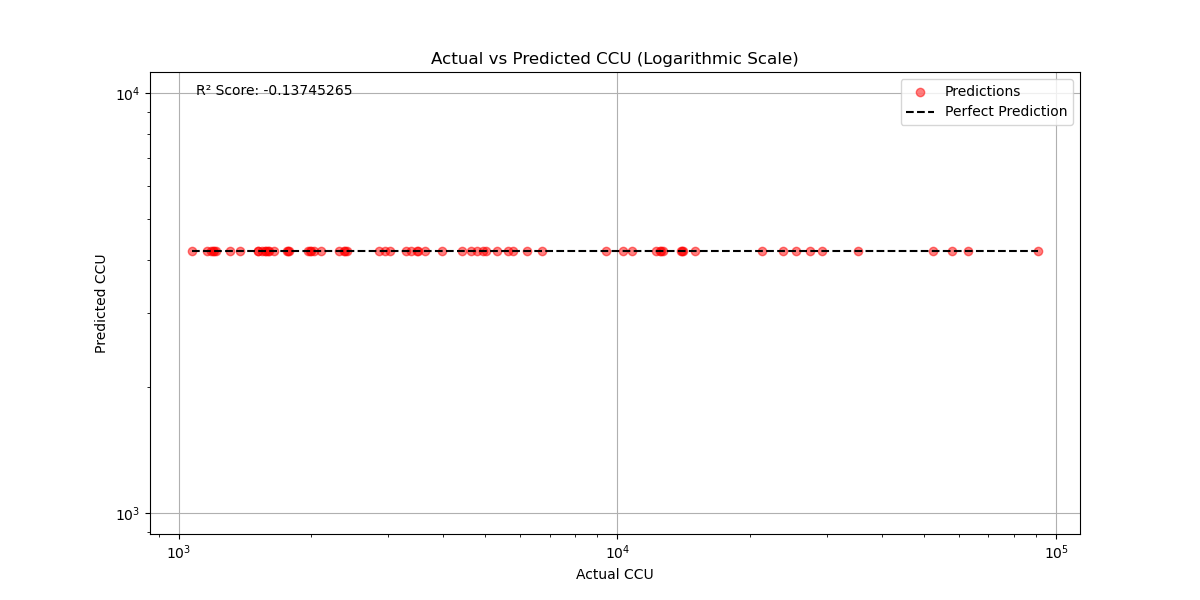 Actual vs Predicted CCU (Logarithmic Scale)
R² Score: -0.13745265
Predictions
Perfect Prediction
10⁴
10³
Predicted CCU
10³
10⁴
10⁵
Actual CCU